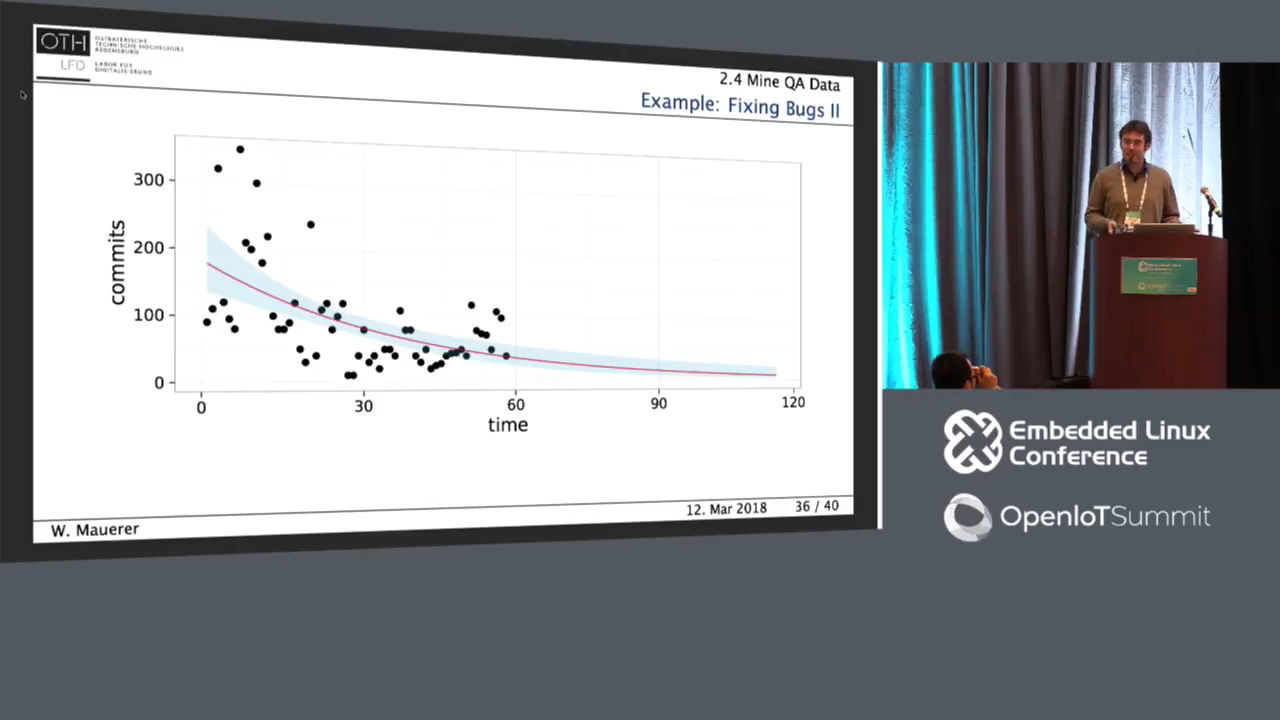 OTH
OSTBAYERISCHE
TECHNISCHE HOCHSCHULE
REGENSBURG
LFD
LABOR FÜR
DIGITALISIERUNG
2.4 Mine QA Data
Example: Fixing Bugs II
commits
300
200
100
0
0
30
60
90
120
time
W. Mauerer
12. Mar 2018
36 / 40
Embedded Linux
Conference
OpenIoTSummit